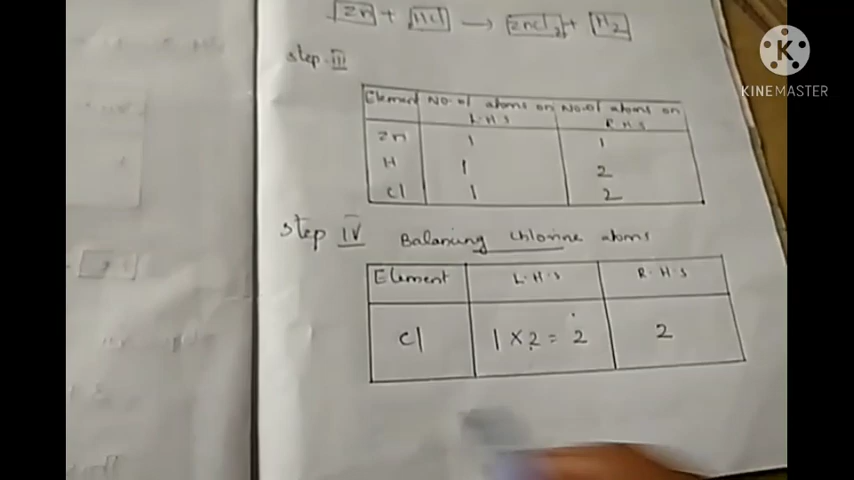 Zn + HCl → ZnCl2 + H2
Step III
Element No. of atoms on L.H.S No. of atoms on R.H.S
Zn 1 1
H 1 2
Cl 1 2
Step IV Balancing Chlorine atoms
Element L.H.S R.H.S
Cl 1 × 2 = 2 2
K
KINEMASTER